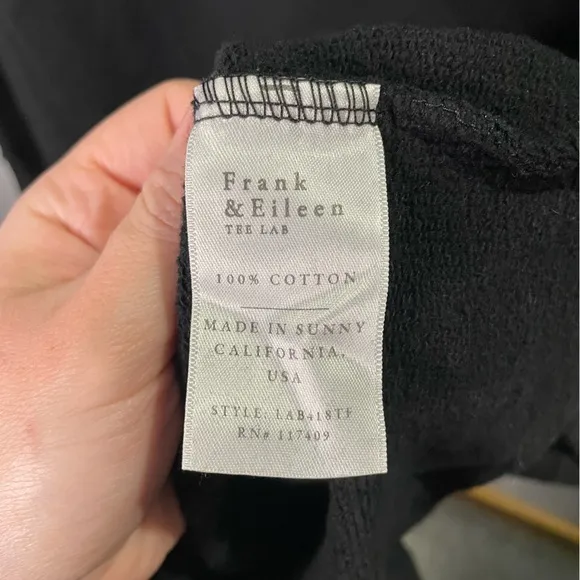 Frank
& Eileen
TEE LAB
100% COTTON
MADE IN SUNNY
CALIFORNIA,
USA
STYLE: LAB418TF
RN# 117409